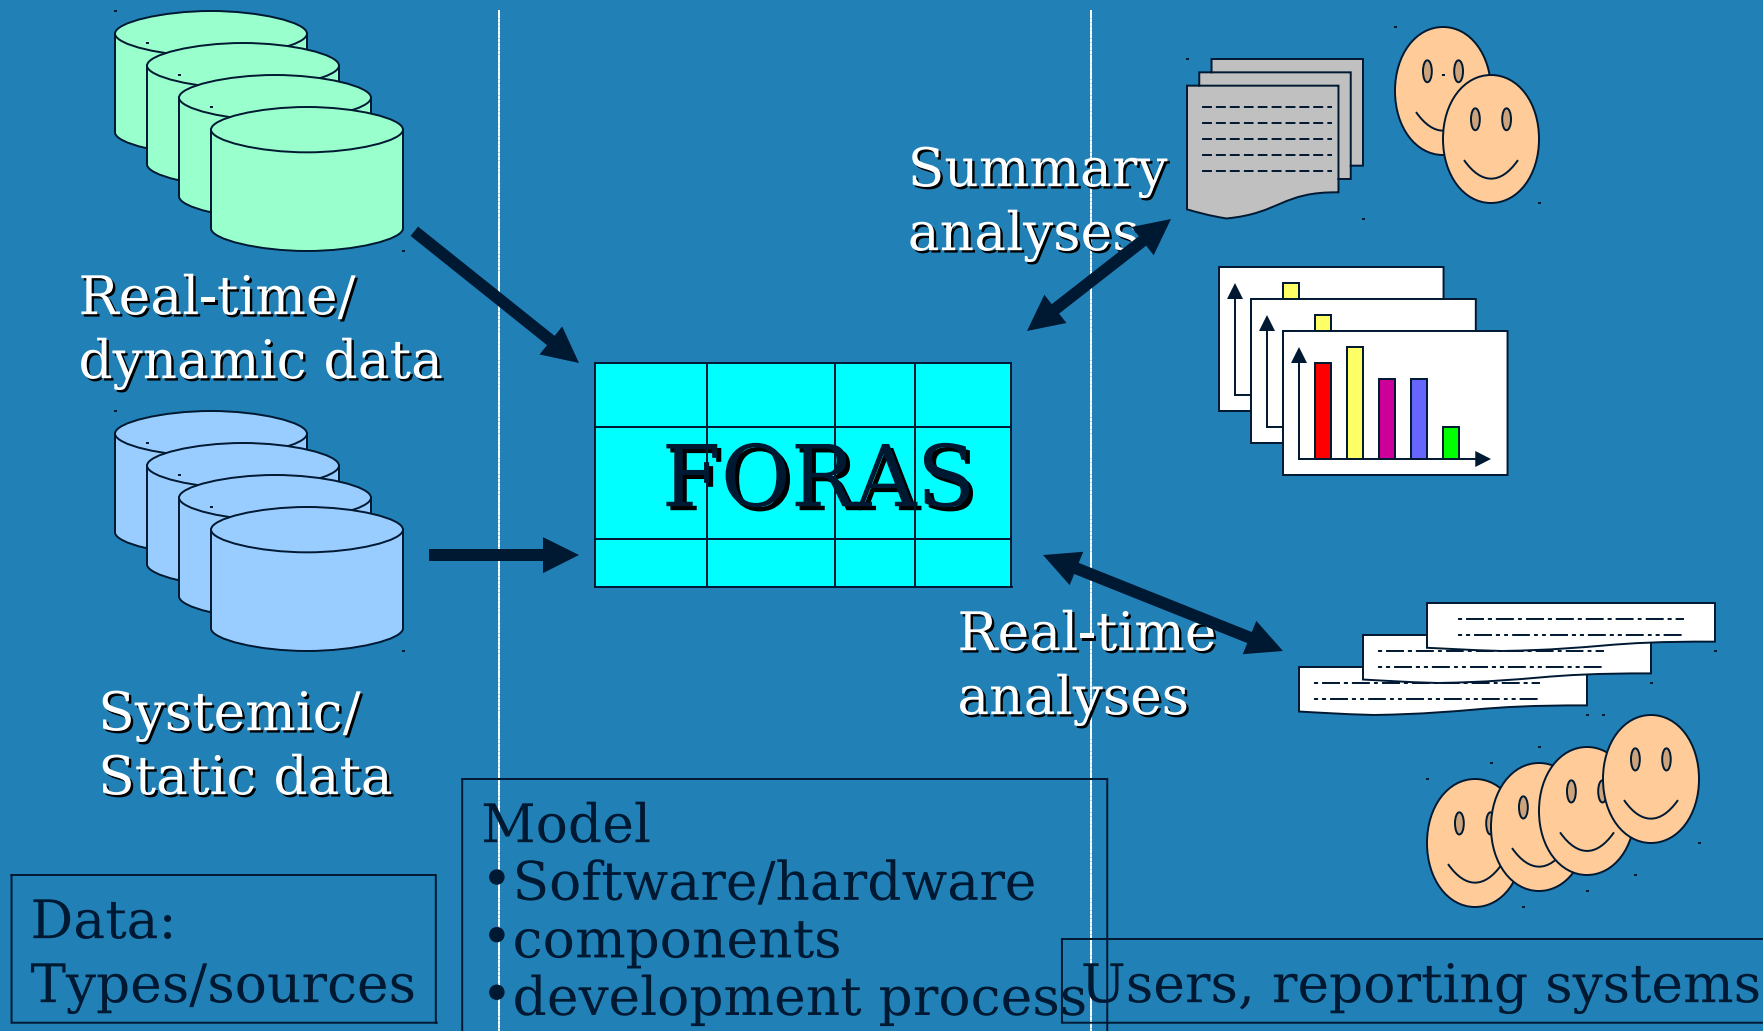 Summary
analyses
Real-time/
dynamic data
FORAS
Real-time
analyses
Systemic/
Static data
Model
•Software/hardware
•components
•development process
Data:
Types/sources
Users, reporting systems